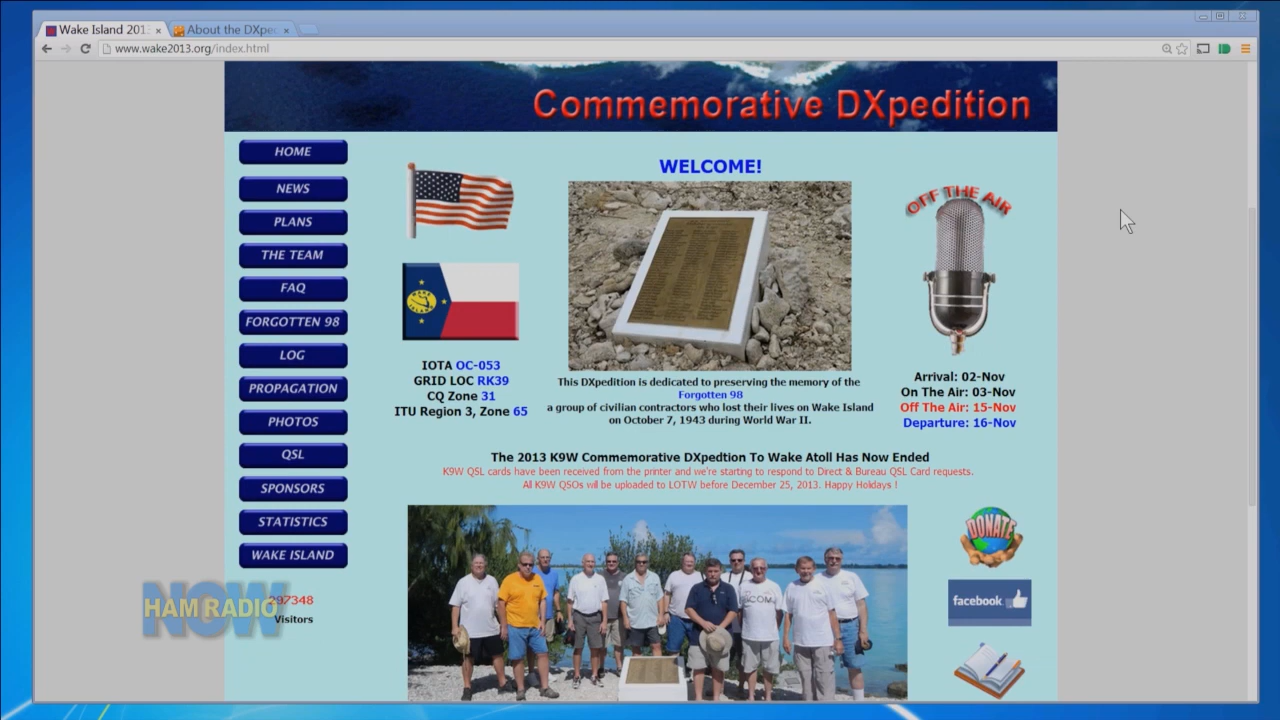 Wake Island 201
About the DXped
www.wake2013.org/index.html
Commemorative DXpedition
HOME
NEWS
PLANS
THE TEAM
FAQ
FORGOTTEN 98
LOG
PROPAGATION
PHOTOS
QSL
SPONSORS
STATISTICS
WAKE ISLAND
297348
Visitors
HAM RADIO
NOW
IOTA OC-053
GRID LOC RK39
CQ Zone 31
ITU Region 3, Zone 65
WELCOME!
This DXpedition is dedicated to preserving the memory of the
Forgotten 98
a group of civilian contractors who lost their lives on Wake Island
on October 7, 1943 during World War II.
OFF THE AIR
Arrival: 02-Nov
On The Air: 03-Nov
Off The Air: 15-Nov
Departure: 16-Nov
The 2013 K9W Commemorative DXpedtion To Wake Atoll Has Now Ended
K9W QSL cards have been received from the printer and we're starting to respond to Direct & Bureau QSL Card requests.
All K9W QSOs will be uploaded to LOTW before December 25, 2013. Happy Holidays !
DONATE
facebook